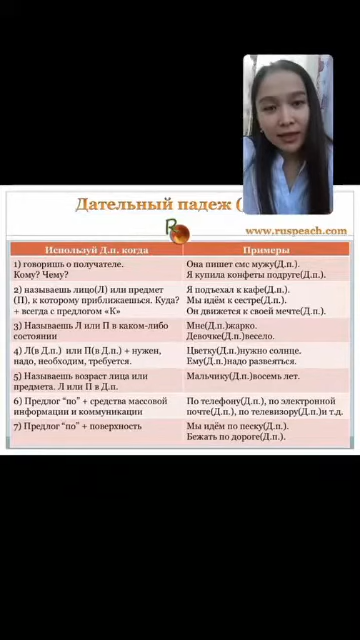 Дательный падеж (
www.ruspeach.com
Используй Д.п. когда
Примеры
1) говоришь о получателе.
Кому? Чему?
Она пишет смс мужу(Д.п.).
Я купила конфеты подруге(Д.п.).
2) называешь лицо(Л) или предмет
(П), к которому приближаешься. Куда?
+ всегда с предлогом «К»
Я подъехал к кафе(Д.п.).
Мы идём к сестре(Д.п.).
Он движется к своей мечте(Д.п.).
3) Называешь Л или П в каком-либо
состоянии
Мне(Д.п.)жарко.
Девочке(Д.п.)весело.
4) Л(в Д.п.) или П(в Д.п.) + нужен,
надо, необходим, требуется.
Цветку(Д.п.)нужно солнце.
Ему(Д.п.)надо развеяться.
5) Называешь возраст лица или
предмета. Л или П в Д.п.
Мальчику(Д.п.)восемь лет.
6) Предлог "по" + средства массовой
информации и коммуникации
По телефону(Д.п.), по электронной
почте(Д.п.), по телевизору(Д.п.)и т.д.
7) Предлог "по" + поверхность
Мы идём по песку(Д.п.).
Бежать по дороге(Д.п.).